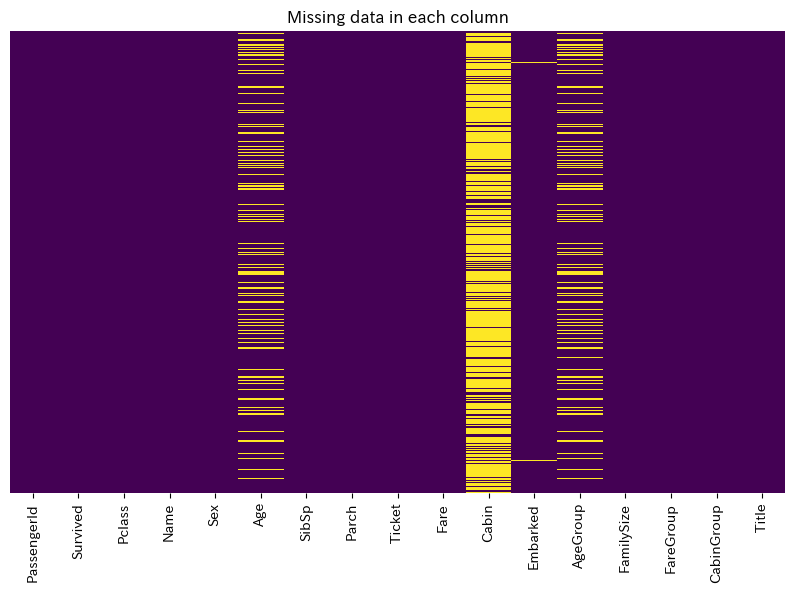 Missing data in each column
PassengerId
Survived
Pclass
Name
Sex
Age
SibSp
Parch
Ticket
Fare
Cabin
Embarked
AgeGroup
FamilySize
FareGroup
CabinGroup
Title